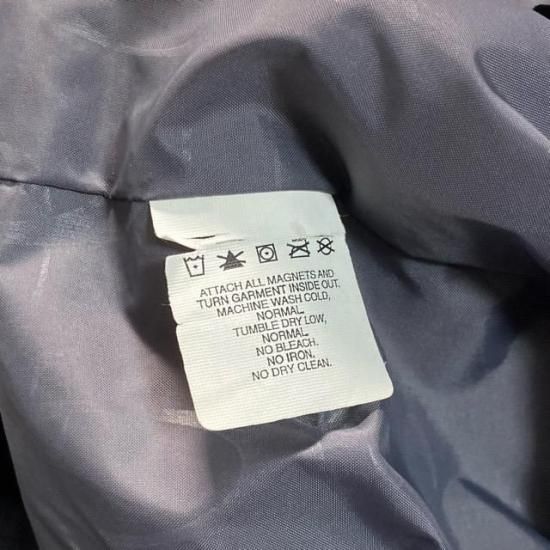 ATTACH ALL MAGNETS AND
TURN GARMENT INSIDE OUT.
MACHINE WASH COLD,
NORMAL.
TUMBLE DRY LOW,
NORMAL.
NO BLEACH.
NO IRON.
NO DRY CLEAN.